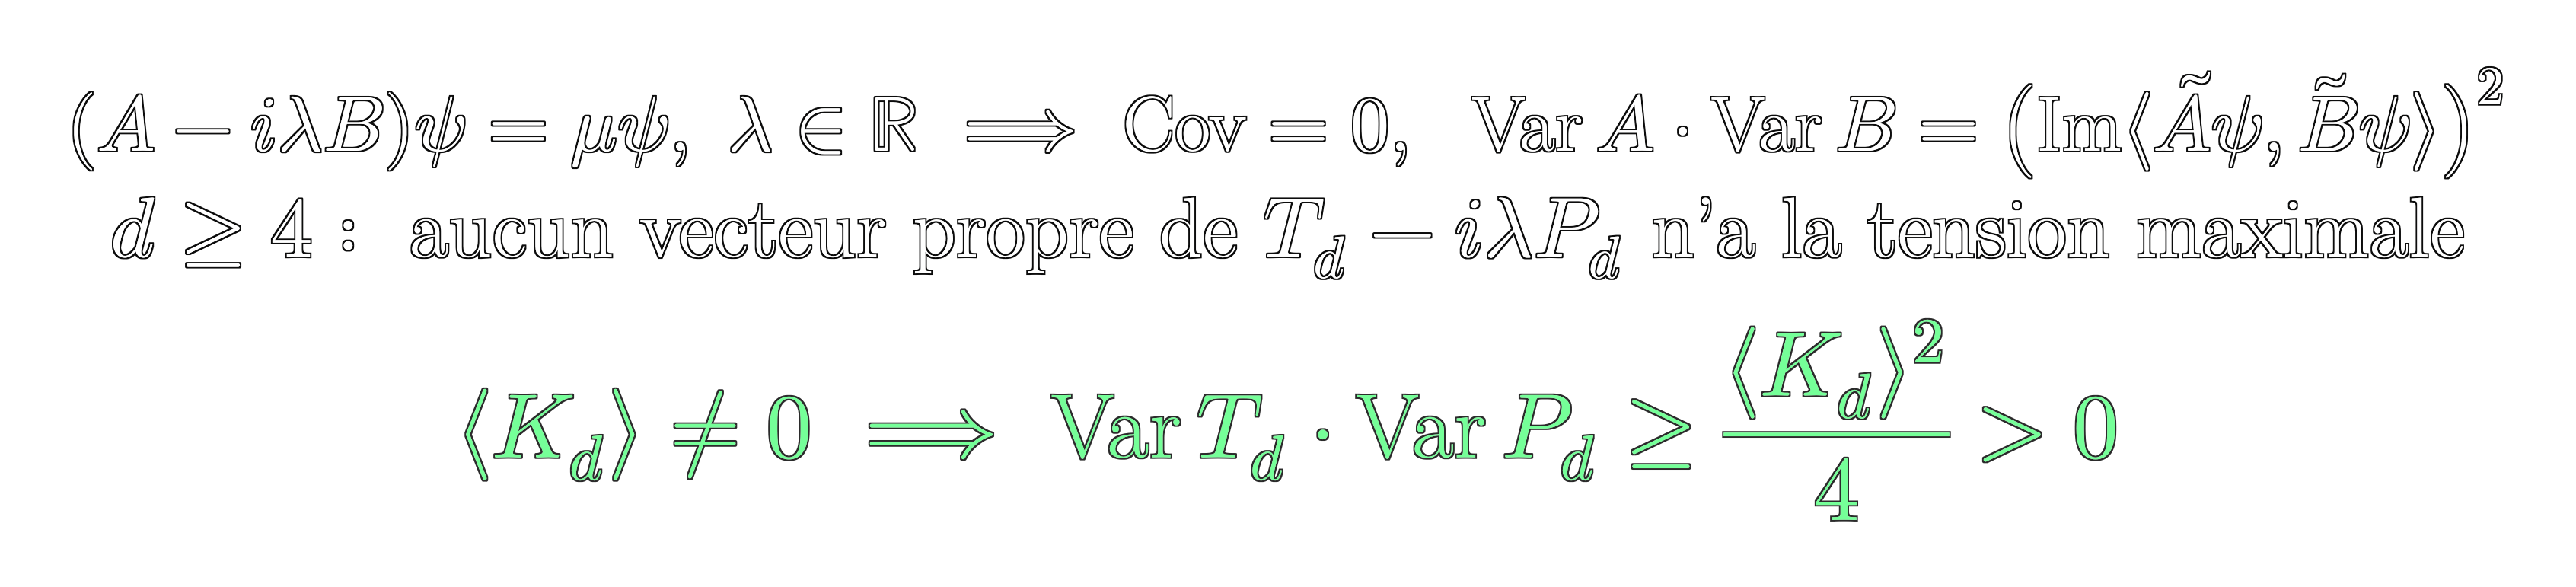 (A − iλB)ψ = μψ, λ ∈ ℝ ⟹ Cov = 0, Var A · Var B = (Im⟨Ãψ, B̃ψ⟩)²
d ≥ 4 : aucun vecteur propre de T_d − iλP_d n'a la tension maximale
⟨K_d⟩ ≠ 0 ⟹ Var T_d · Var P_d ≥ ⟨K_d⟩²/4 > 0